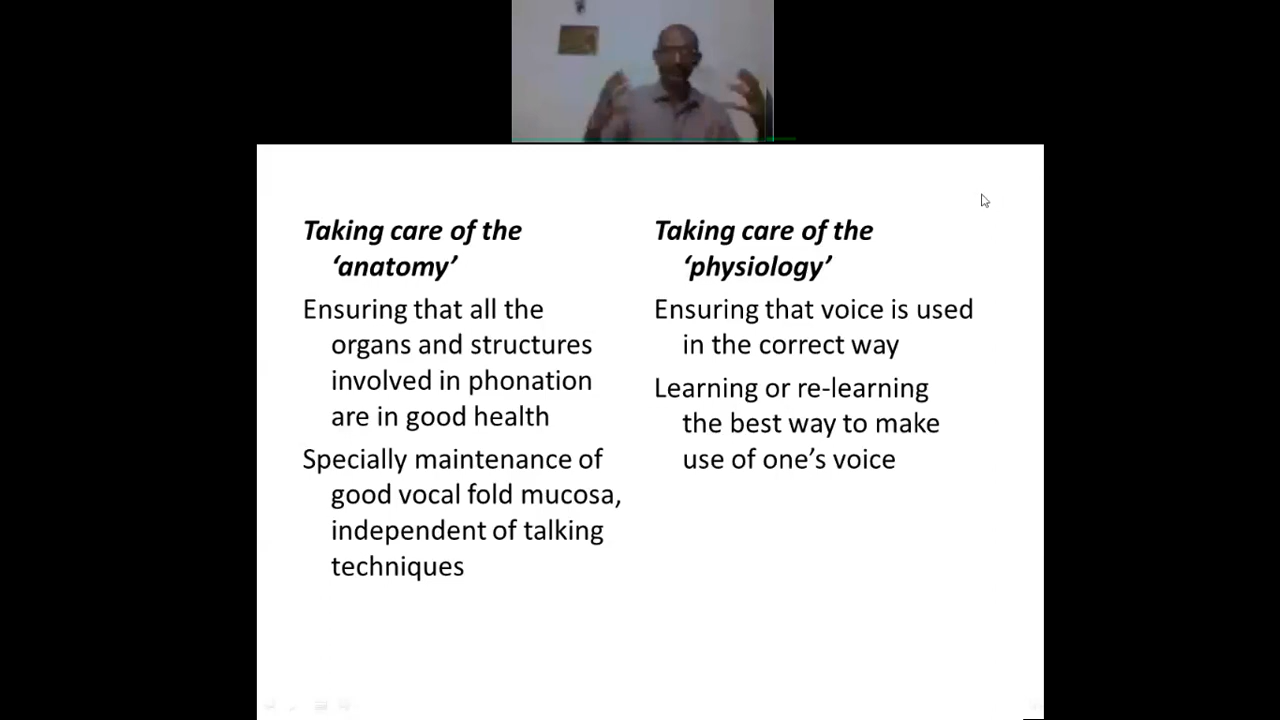 Taking care of the
‘anatomy’
Ensuring that all the
organs and structures
involved in phonation
are in good health
Specially maintenance of
good vocal fold mucosa,
independent of talking
techniques
Taking care of the
‘physiology’
Ensuring that voice is used
in the correct way
Learning or re-learning
the best way to make
use of one’s voice